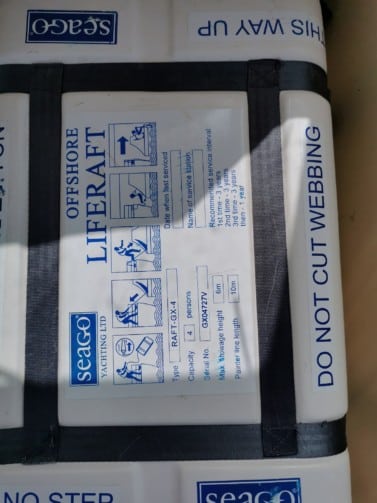 seago
THIS WAY UP
seago
YACHTING LTD
OFFSHORE
LIFERAFT
Type RAFT-GX-4
Capacity 4 persons
Serial No. GX04727V
Max stowage height 6m
Painter line length 10m
Date when last serviced
Name of service station
Recommended service interval
1st time - 3 years
2nd time - 3 years
3rd time - 3 years
then - 1 year
DO NOT CUT WEBBING
NO STEP
seago